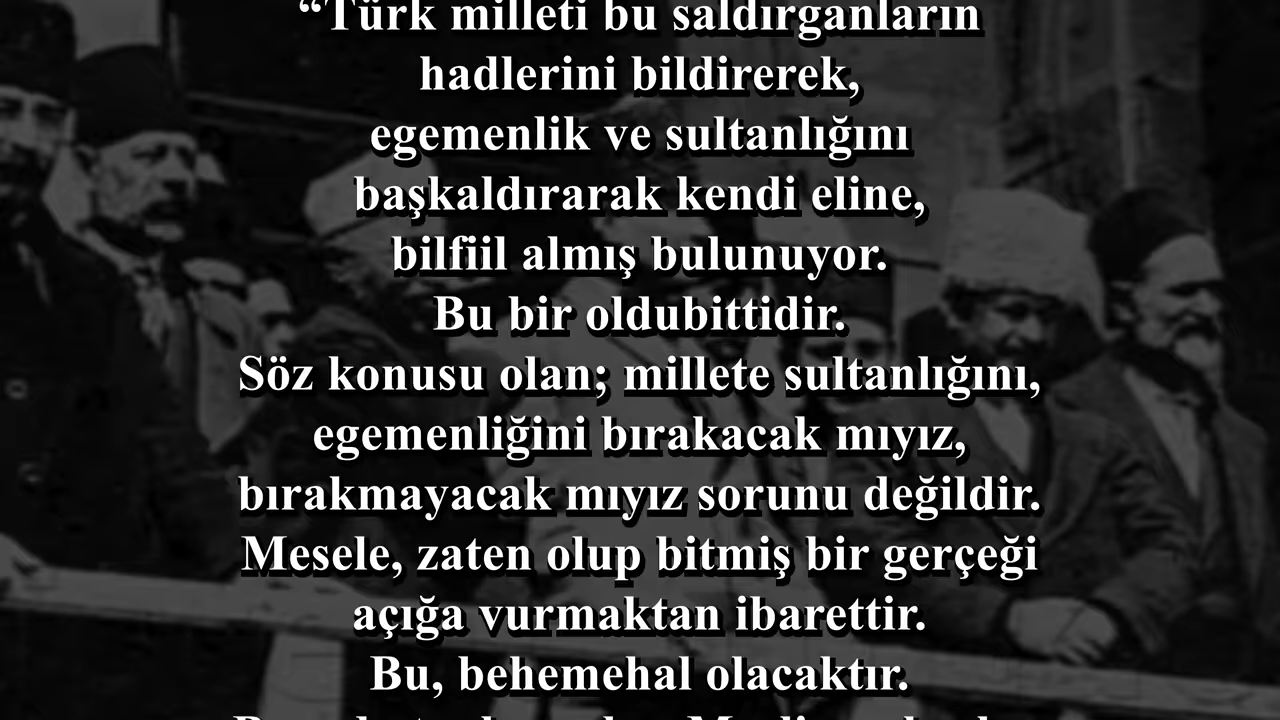 “Türk milleti bu saldırganların
hadlerini bildirerek,
egemenlik ve sultanlığını
başkaldırarak kendi eline,
bilfiil almış bulunuyor.
Bu bir oldubittidir.
Söz konusu olan; millete sultanlığını,
egemenliğini bırakacak mıyız,
bırakmayacak mıyız sorunu değildir.
Mesele, zaten olup bitmiş bir gerçeği
açığa vurmaktan ibarettir.
Bu, behemehal olacaktır.